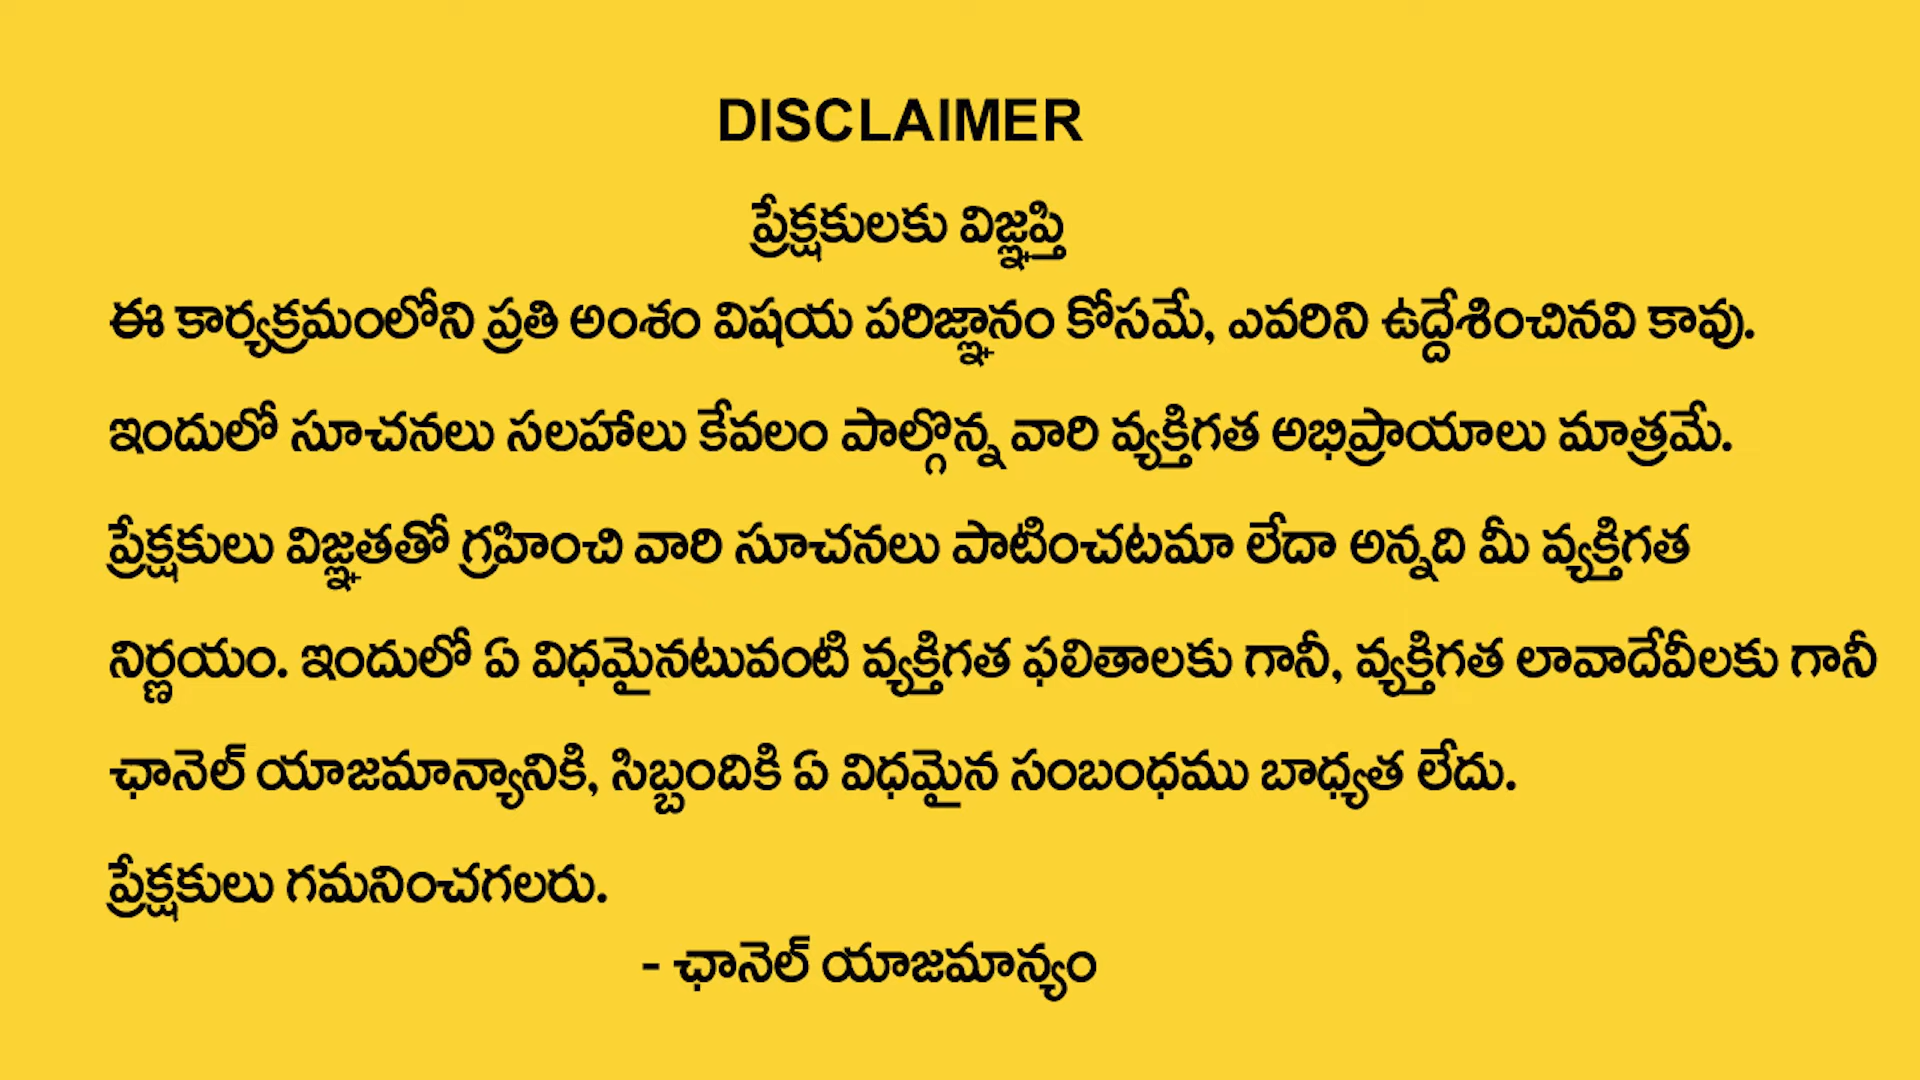 DISCLAIMER
ప్రేక్షకులకు విజ్ఞప్తి
ఈ కార్యక్రమంలోని ప్రతి అంశం విషయ పరిజ్ఞానం కోసమే, ఎవరిని ఉద్దేశించినవి కావు.
ఇందులో సూచనలు సలహాలు కేవలం పాల్గొన్న వారి వ్యక్తిగత అభిప్రాయాలు మాత్రమే.
ప్రేక్షకులు విజ్ఞతతో గ్రహించి వారి సూచనలు పాటించటమా లేదా అన్నది మీ వ్యక్తిగత
నిర్ణయం. ఇందులో ఏ విధమైనటువంటి వ్యక్తిగత ఫలితాలకు గానీ, వ్యక్తిగత లావాదేవీలకు గానీ
ఛానెల్ యాజమాన్యానికి, సిబ్బందికి ఏ విధమైన సంబంధము బాధ్యత లేదు.
ప్రేక్షకులు గమనించగలరు.
- ఛానెల్ యాజమాన్యం